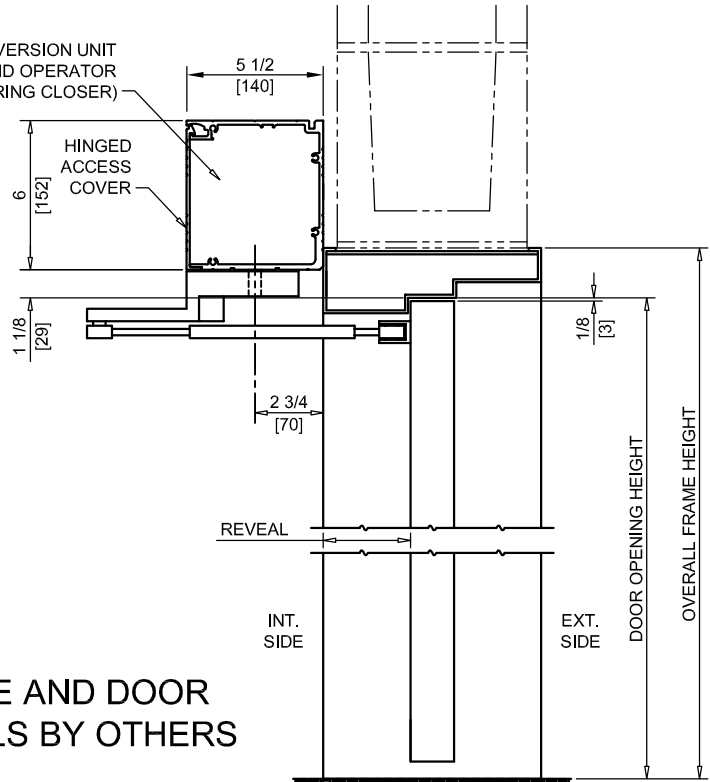 VERSION UNIT
ND OPERATOR
RING CLOSER)
5 1/2
[140]
HINGED
ACCESS
COVER
6
[152]
1 1/8
[29]
1/8
[3]
2 3/4
[70]
REVEAL
INT.
SIDE
EXT.
SIDE
DOOR OPENING HEIGHT
OVERALL FRAME HEIGHT
E AND DOOR
LS BY OTHERS